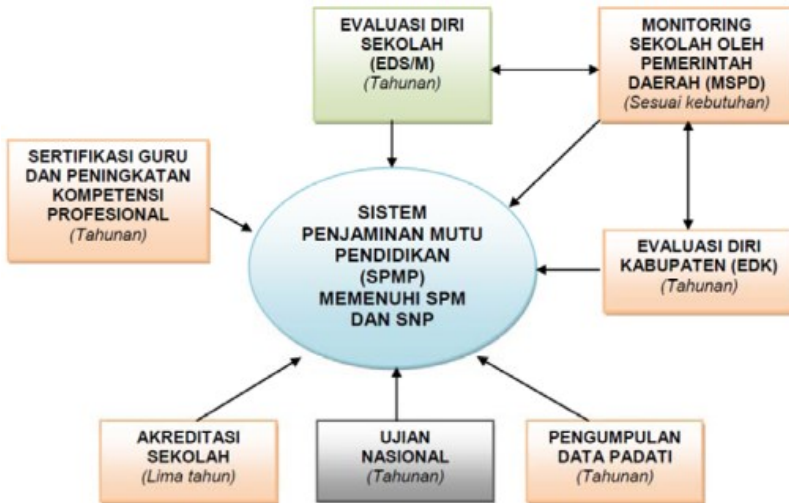 EVALUASI DIRI
SEKOLAH
(EDS/M)
(Tahunan)
MONITORING
SEKOLAH OLEH
PEMERINTAH
DAERAH (MSPD)
(Sesuai kebutuhan)
SERTIFIKASI GURU
DAN PENINGKATAN
KOMPETENSI
PROFESIONAL
(Tahunan)
SISTEM
PENJAMINAN MUTU
PENDIDIKAN
(SPMP)
MEMENUHI SPM
DAN SNP
EVALUASI DIRI
KABUPATEN (EDK)
(Tahunan)
AKREDITASI
SEKOLAH
(Lima tahun)
UJIAN
NASIONAL
(Tahunan)
PENGUMPULAN
DATA PADATI
(Tahunan)